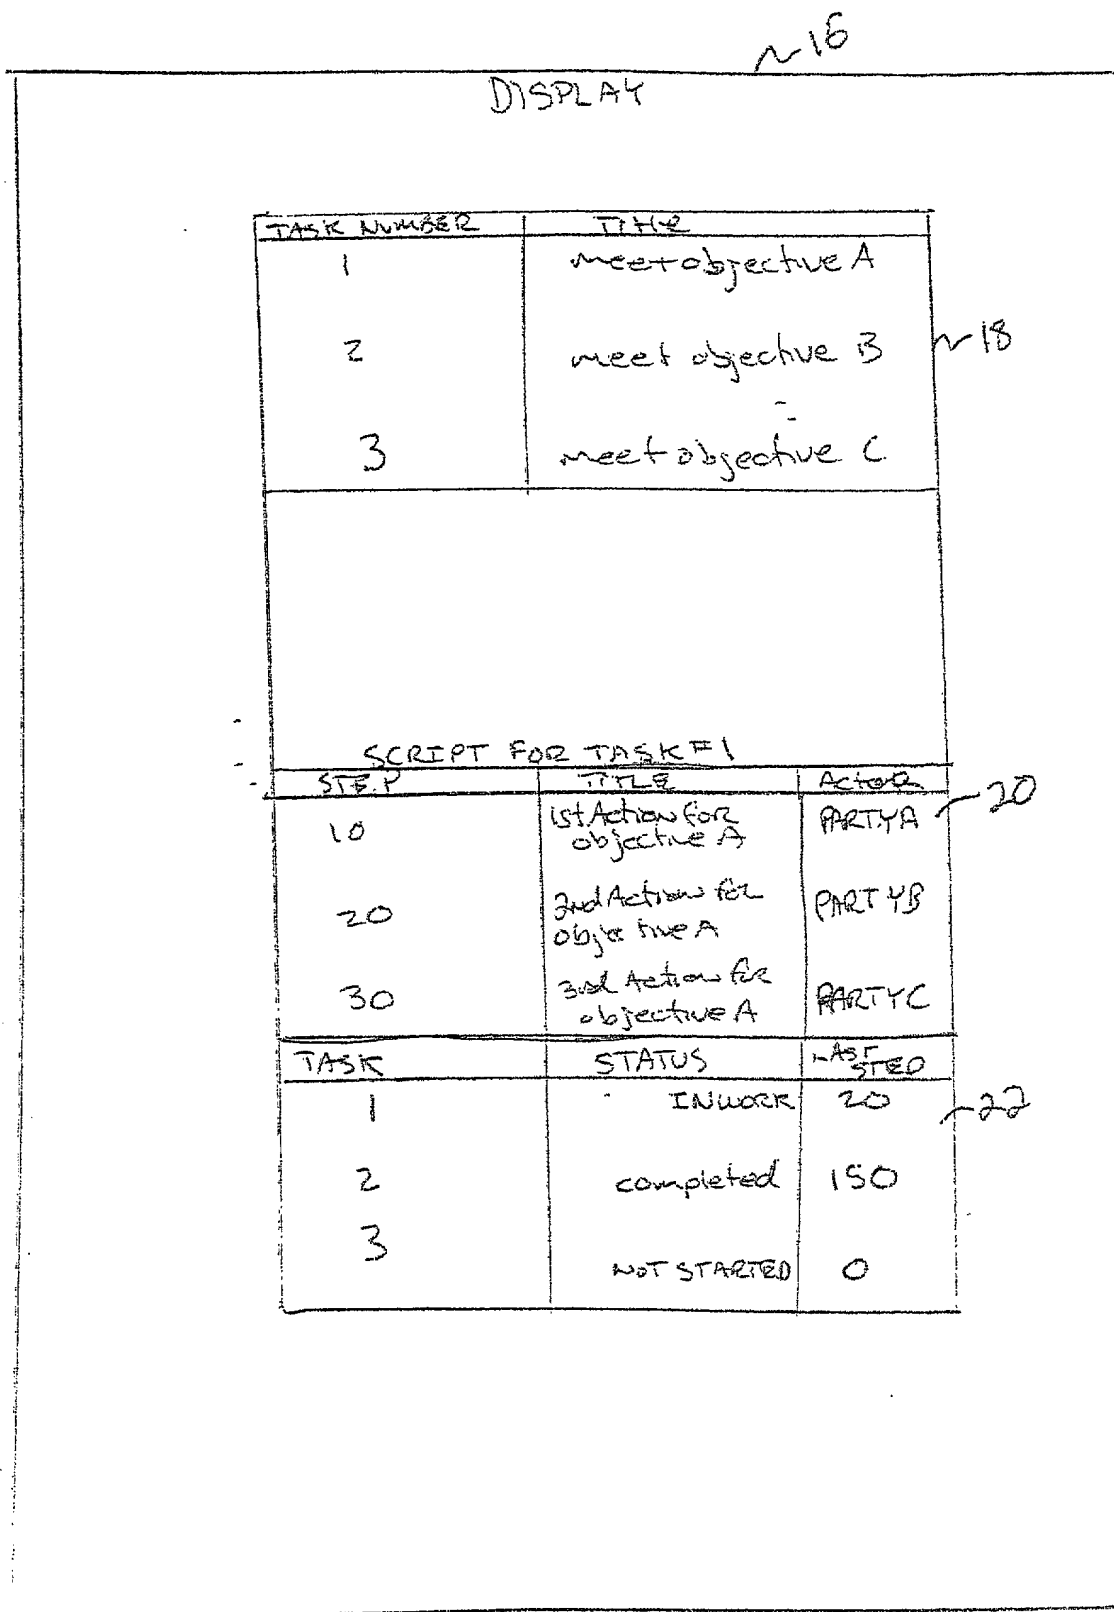 ~16
DISPLAY
TASK NUMBER TITLE
1 meet objective A
2 meet objective B ~18
3 meet objective C
SCRIPT FOR TASK #1
STEP TITLE ACTOR
10 1st Action for PARTY A ~20
objective A
20 2nd Action for PARTY B
objective A
30 3rd Action for PARTY C
objective A
TASK STATUS LAST
STEP
1 INWORK 20 ~22
2 completed 150
3
NOT STARTED 0